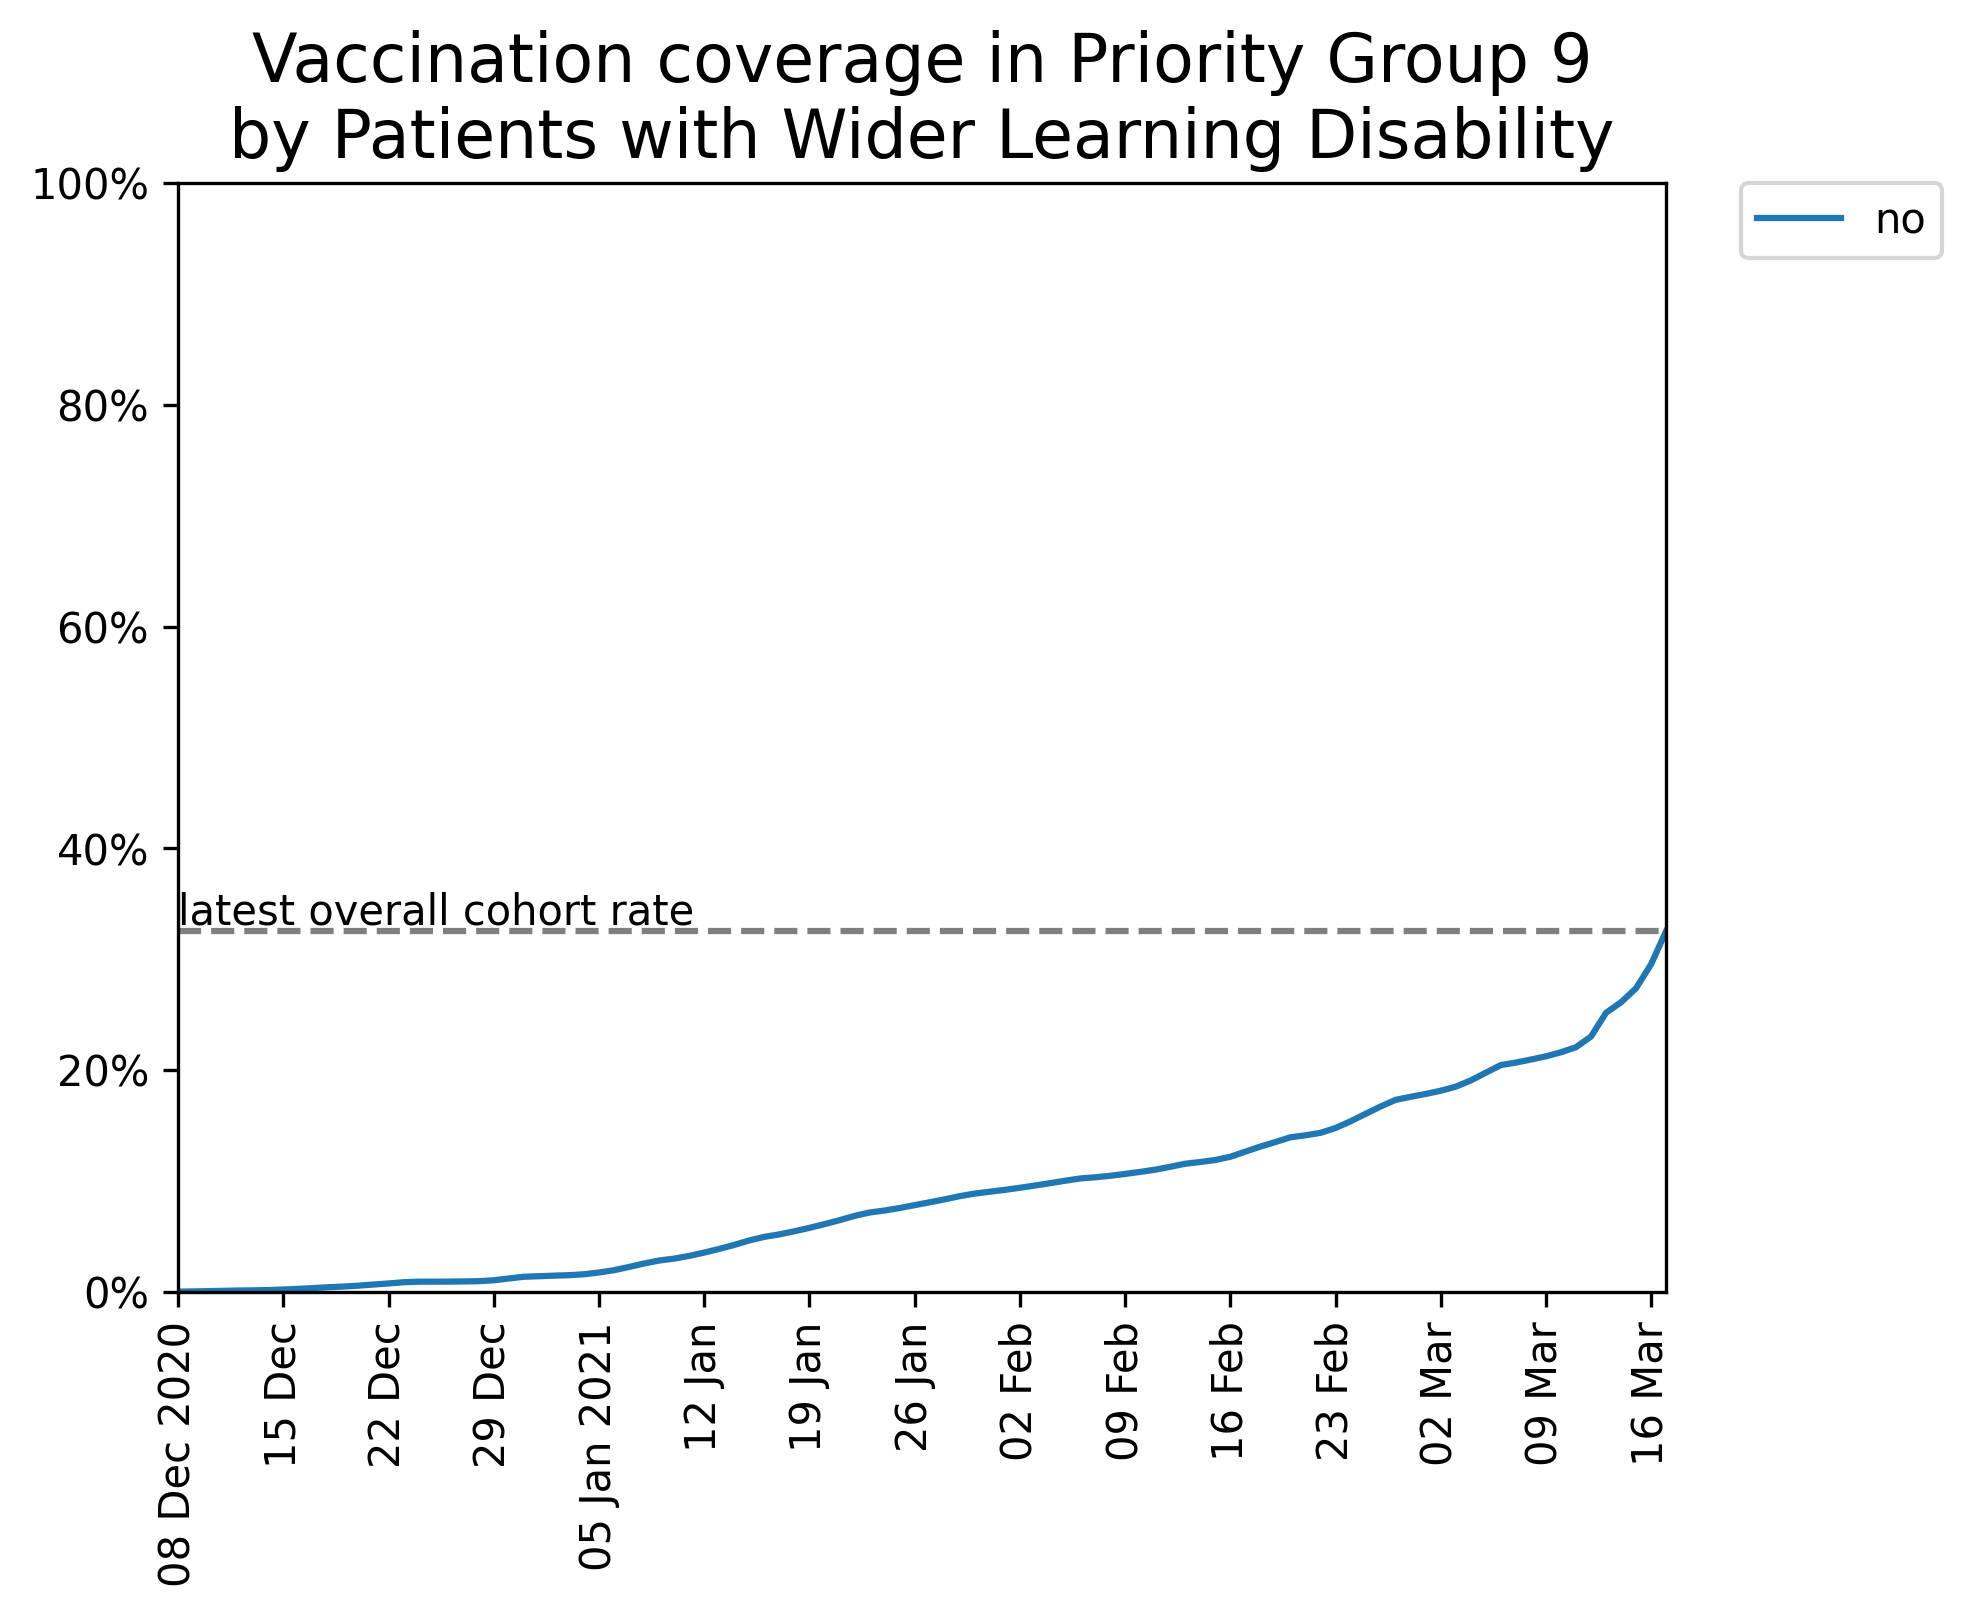 Vaccination coverage in Priority Group 9
by Patients with Wider Learning Disability
100%
80%
60%
40%
20%
0%
latest overall cohort rate
no
08 Dec 2020
15 Dec
22 Dec
29 Dec
05 Jan 2021
12 Jan
19 Jan
26 Jan
02 Feb
09 Feb
16 Feb
23 Feb
02 Mar
09 Mar
16 Mar